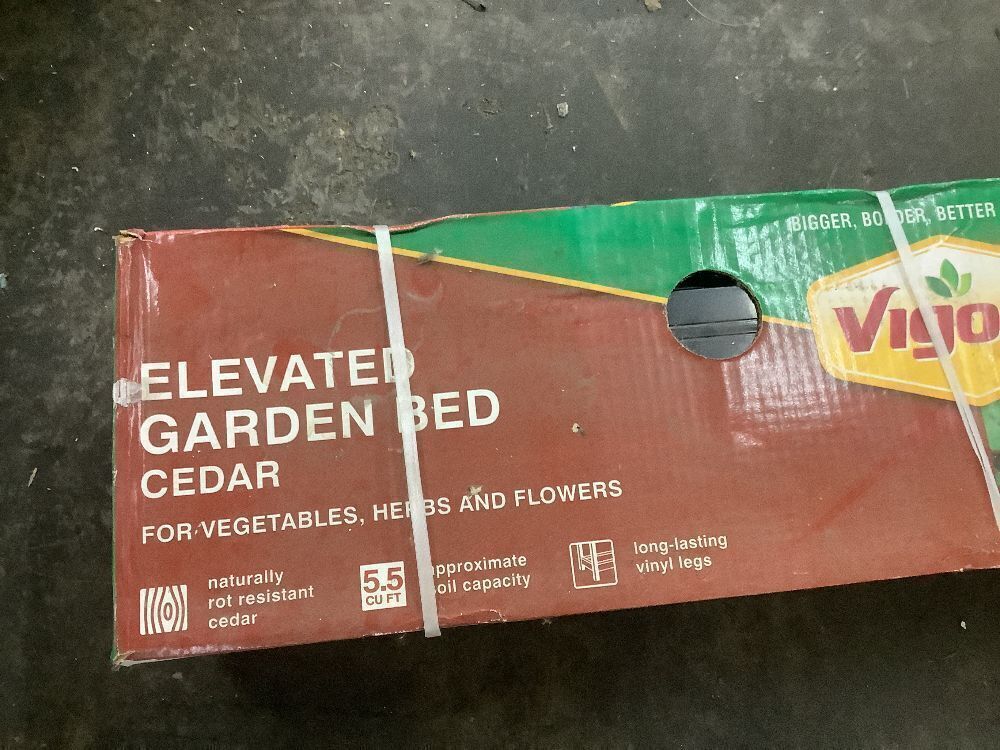 BIGGER, BOLDER, BETTER
Vigo
ELEVATED
GARDEN BED
CEDAR
FOR VEGETABLES, HERBS AND FLOWERS
naturally
rot resistant
cedar
5.5
CU FT
approximate
soil capacity
long-lasting
vinyl legs